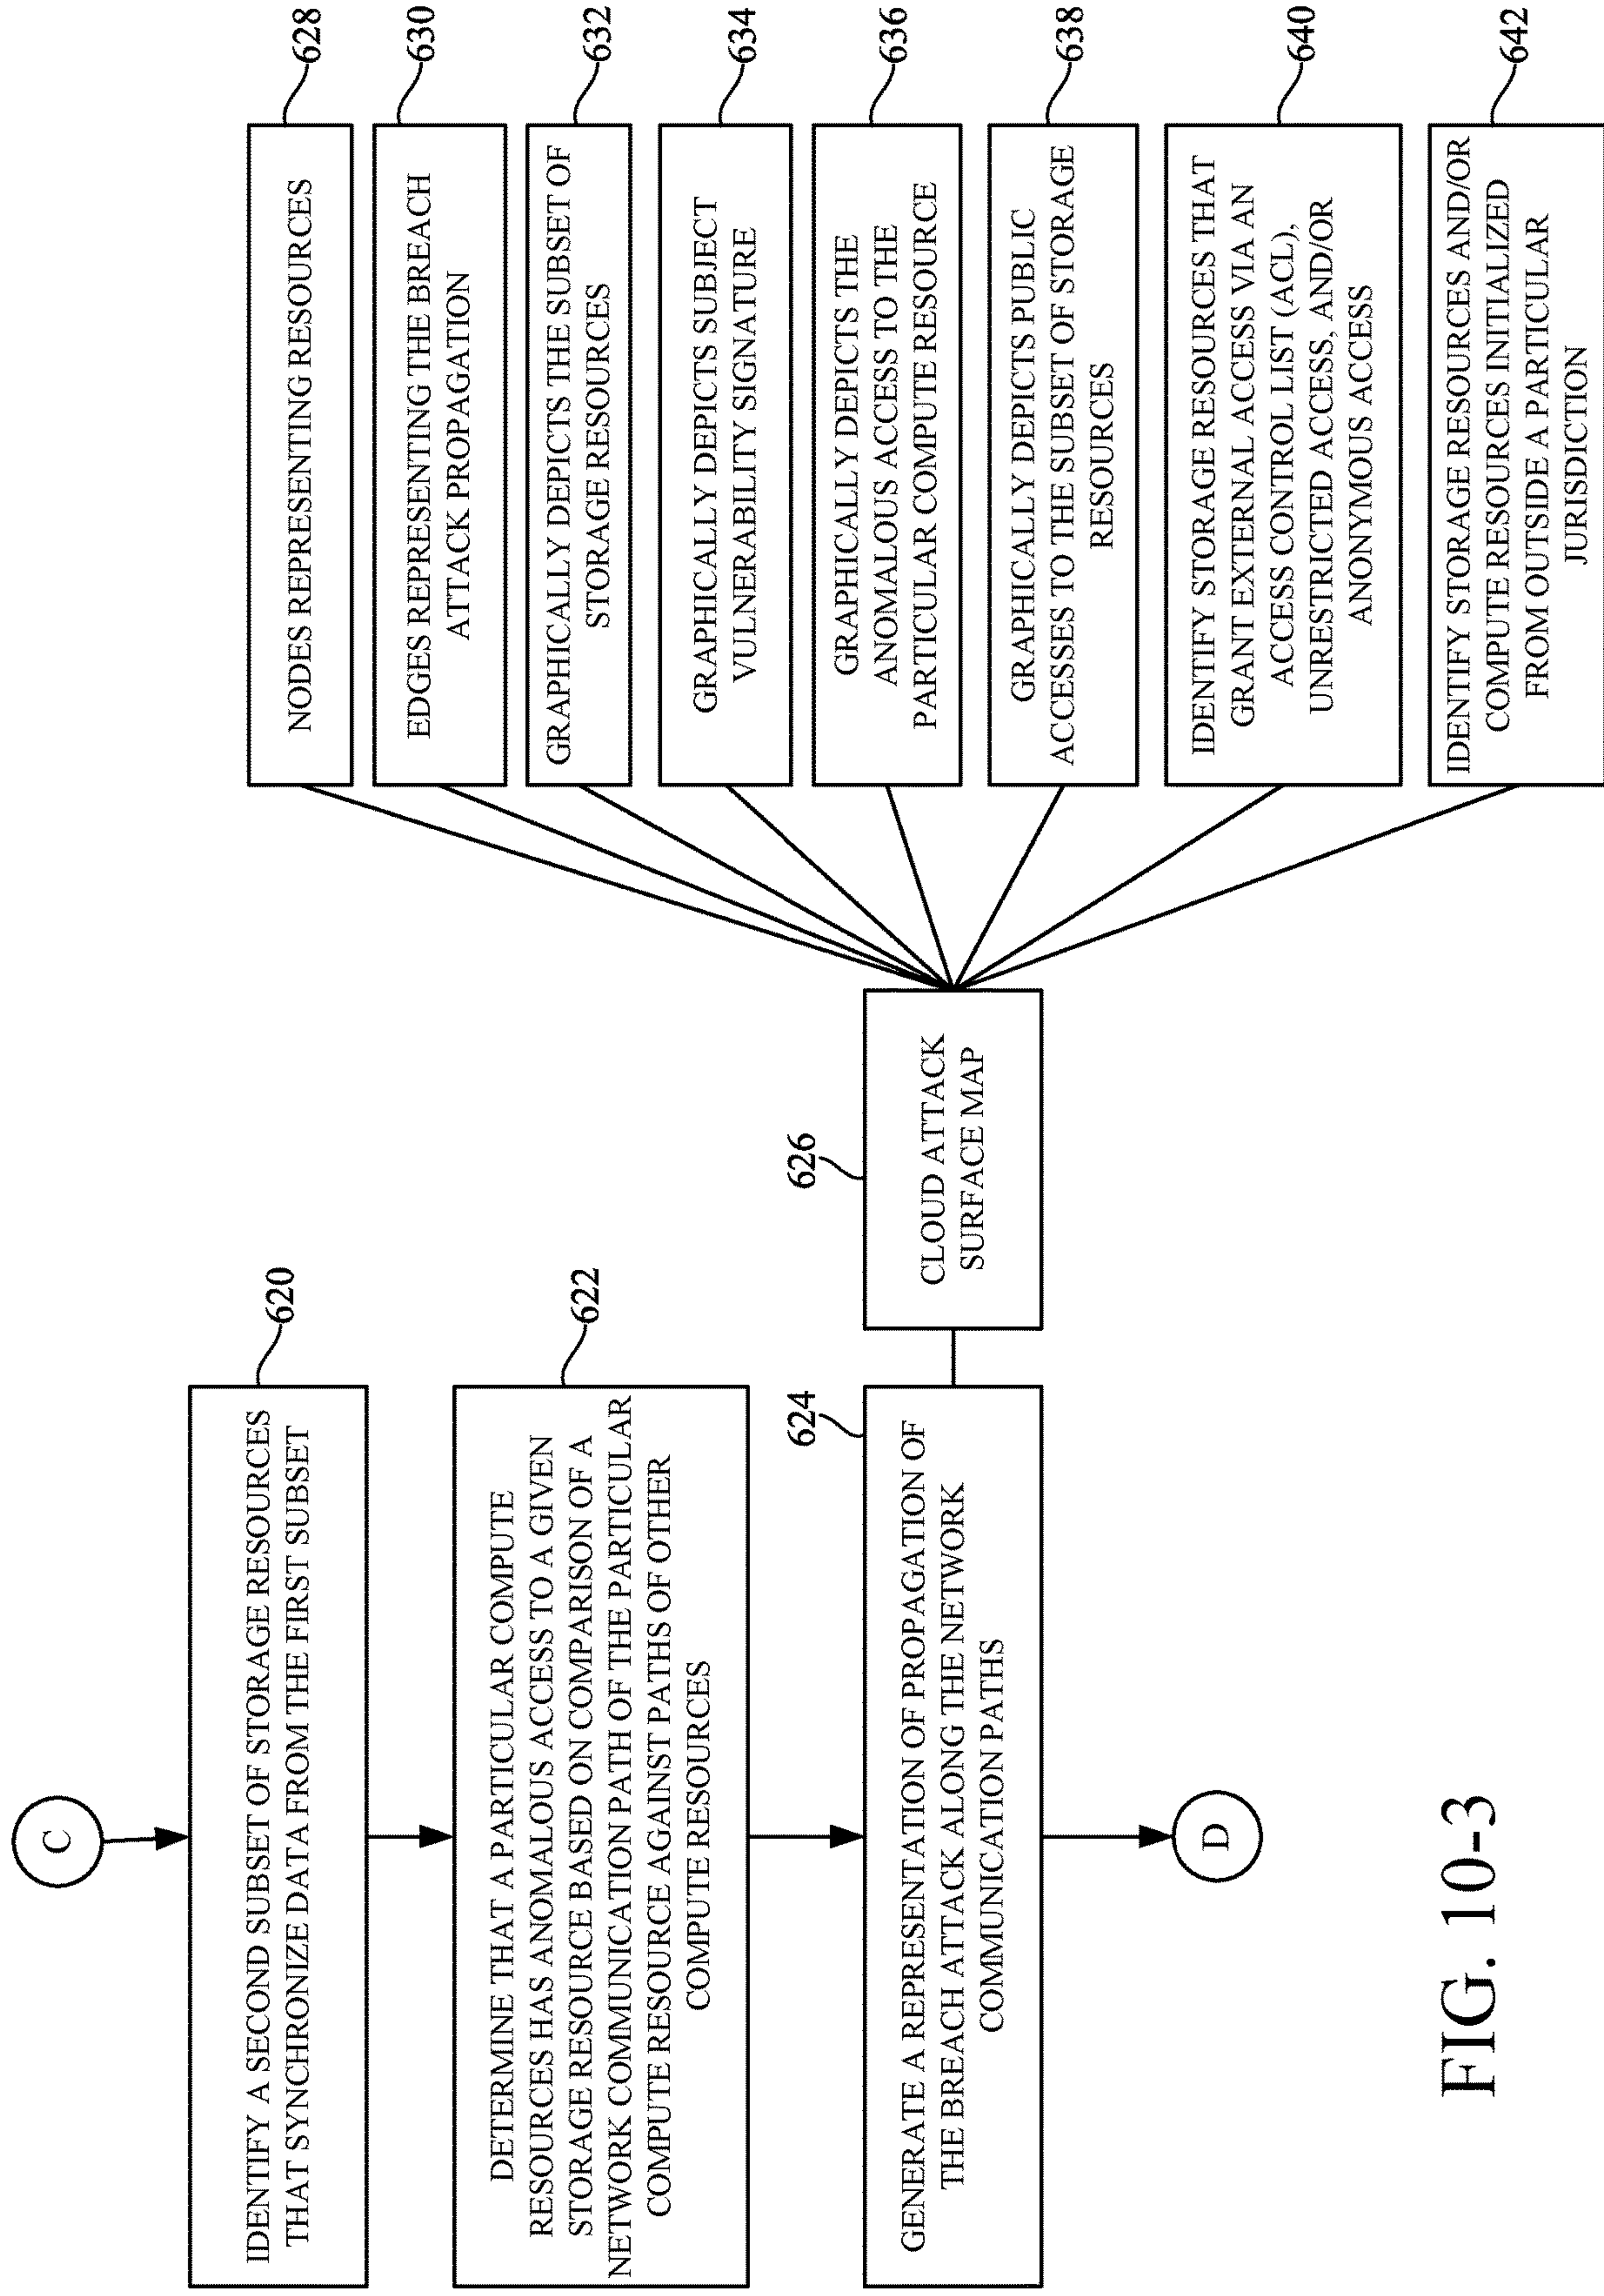 C
620
IDENTIFY A SECOND SUBSET OF STORAGE RESOURCES
THAT SYNCHRONIZE DATA FROM THE FIRST SUBSET
622
DETERMINE THAT A PARTICULAR COMPUTE
RESOURCES HAS ANOMALOUS ACCESS TO A GIVEN
STORAGE RESOURCE BASED ON COMPARISON OF A
NETWORK COMMUNICATION PATH OF THE PARTICULAR
COMPUTE RESOURCE AGAINST PATHS OF OTHER
COMPUTE RESOURCES
624
GENERATE A REPRESENTATION OF PROPAGATION OF
THE BREACH ATTACK ALONG THE NETWORK
COMMUNICATION PATHS
D
626
CLOUD ATTACK
SURFACE MAP
628
NODES REPRESENTING RESOURCES
630
EDGES REPRESENTING THE BREACH
ATTACK PROPAGATION
632
GRAPHICALLY DEPICTS THE SUBSET OF
STORAGE RESOURCES
634
GRAPHICALLY DEPICTS SUBJECT
VULNERABILITY SIGNATURE
636
GRAPHICALLY DEPICTS THE
ANOMALOUS ACCESS TO THE
PARTICULAR COMPUTE RESOURCE
638
GRAPHICALLY DEPICTS PUBLIC
ACCESSES TO THE SUBSET OF STORAGE
RESOURCES
640
IDENTIFY STORAGE RESOURCES THAT
GRANT EXTERNAL ACCESS VIA AN
ACCESS CONTROL LIST (ACL),
UNRESTRICTED ACCESS, AND/OR
ANONYMOUS ACCESS
642
IDENTIFY STORAGE RESOURCES AND/OR
COMPUTE RESOURCES INITIALIZED
FROM OUTSIDE A PARTICULAR
JURISDICTION
FIG. 10-3